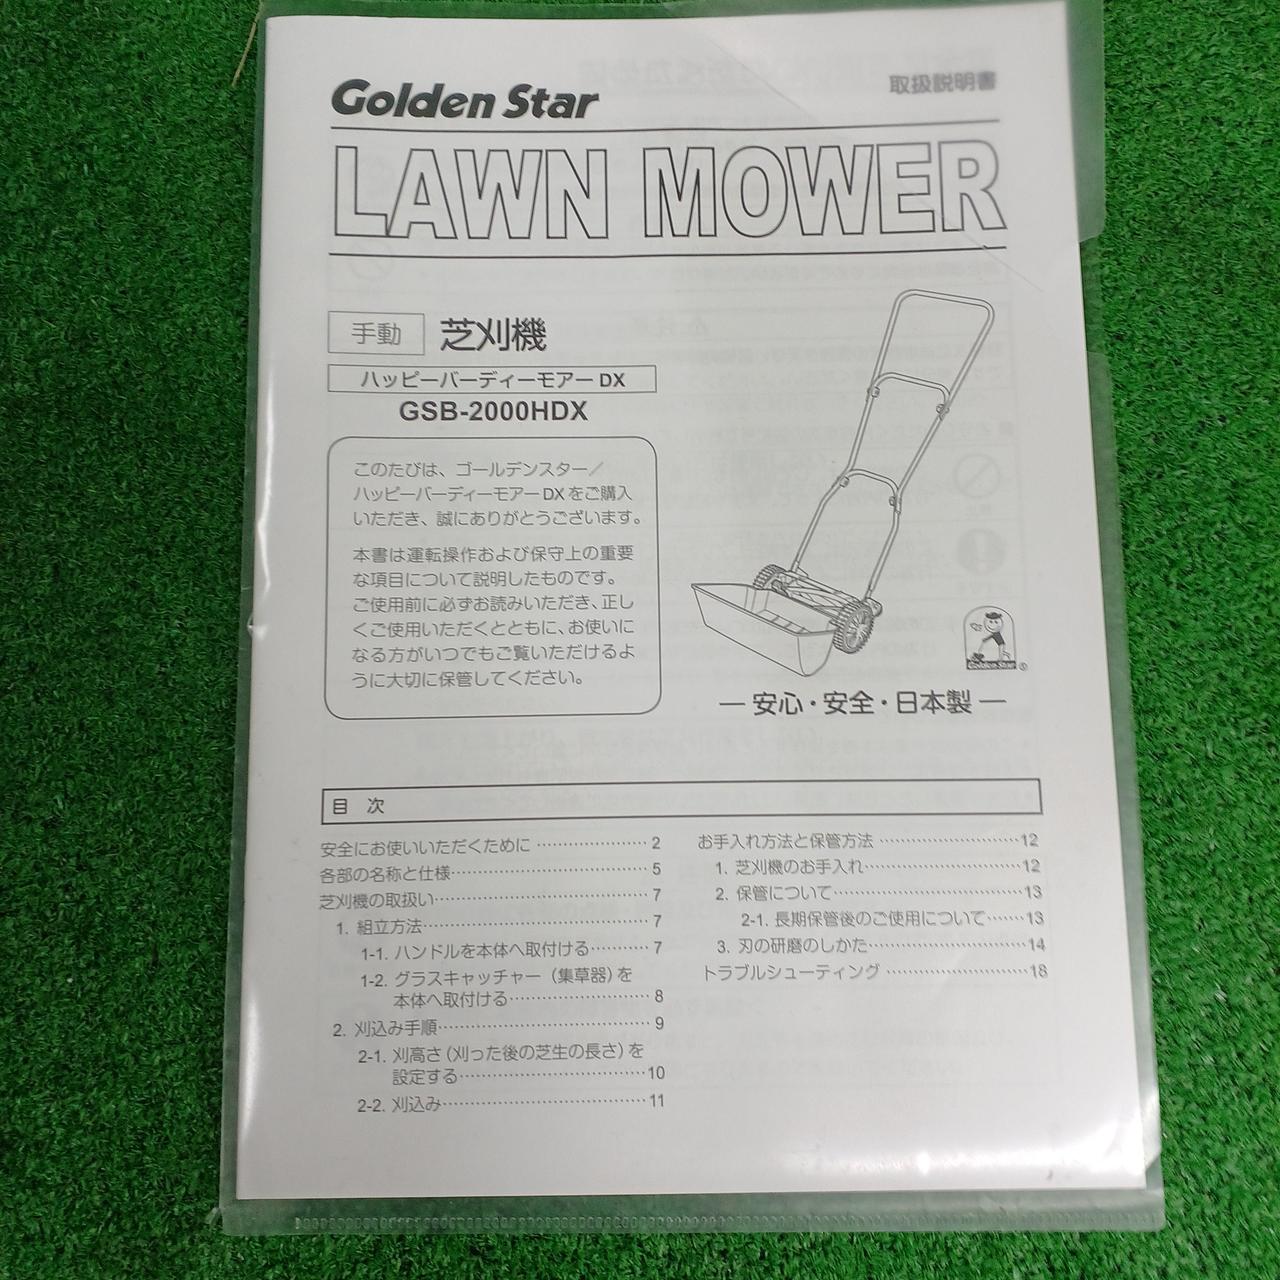 Golden Star
取扱説明書
LAWN MOWER
手動 芝刈機
ハッピーバーディーモアー DX
GSB-2000HDX
このたびは、ゴールデンスター／
ハッピーバーディーモアー DX をご購入
いただき、誠にありがとうございます。
本書は運転操作および保守上の重要
な項目について説明したものです。
ご使用前に必ずお読みいただき、正し
くご使用いただくとともに、お使いに
なる方がいつでもご覧いただけるよ
うに大切に保管してください。
Golden Star ®
― 安心・安全・日本製 ―
目 次
安全にお使いいただくために ………………… 2
各部の名称と仕様………………………………… 5
芝刈機の取扱い…………………………………… 7
1. 組立方法……………………………………… 7
1-1. ハンドルを本体へ取付ける……… 7
1-2. グラスキャッチャー（集草器）を
本体へ取付ける…………………… 8
2. 刈込み手順…………………………………… 9
2-1. 刈高さ（刈った後の芝生の長さ）を
設定する…………………………… 10
2-2. 刈込み……………………………… 11
お手入れ方法と保管方法 ……………………… 12
1. 芝刈機のお手入れ…………………………… 12
2. 保管について………………………………… 13
2-1. 長期保管後のご使用について…… 13
3. 刃の研磨のしかた…………………………… 14
トラブルシューティング ……………………… 18